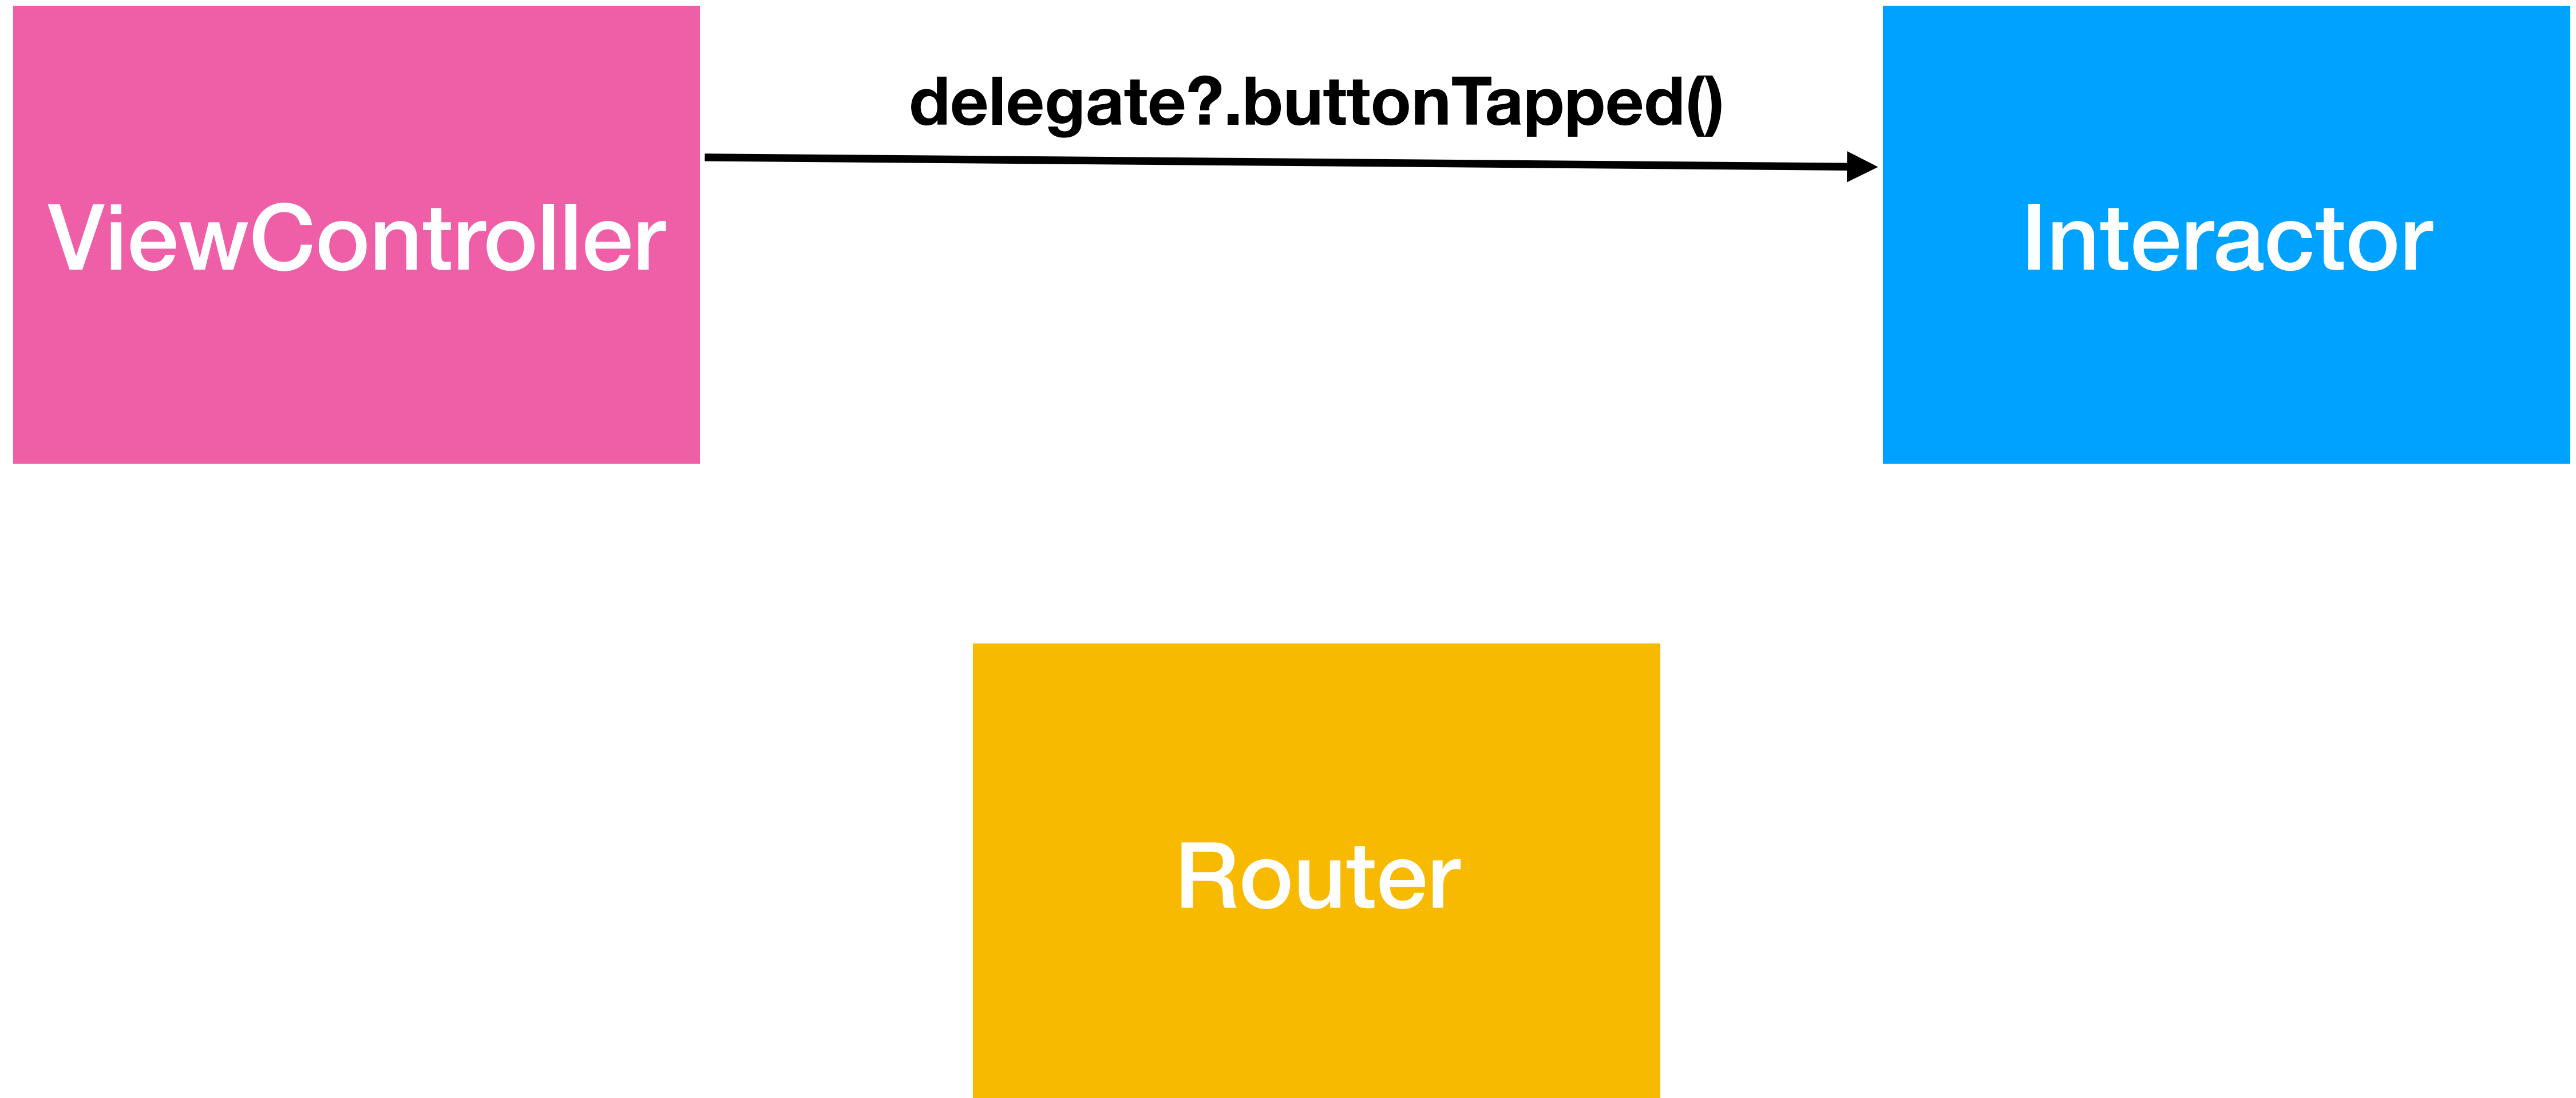 delegate?.buttonTapped()
ViewController
Interactor
Router